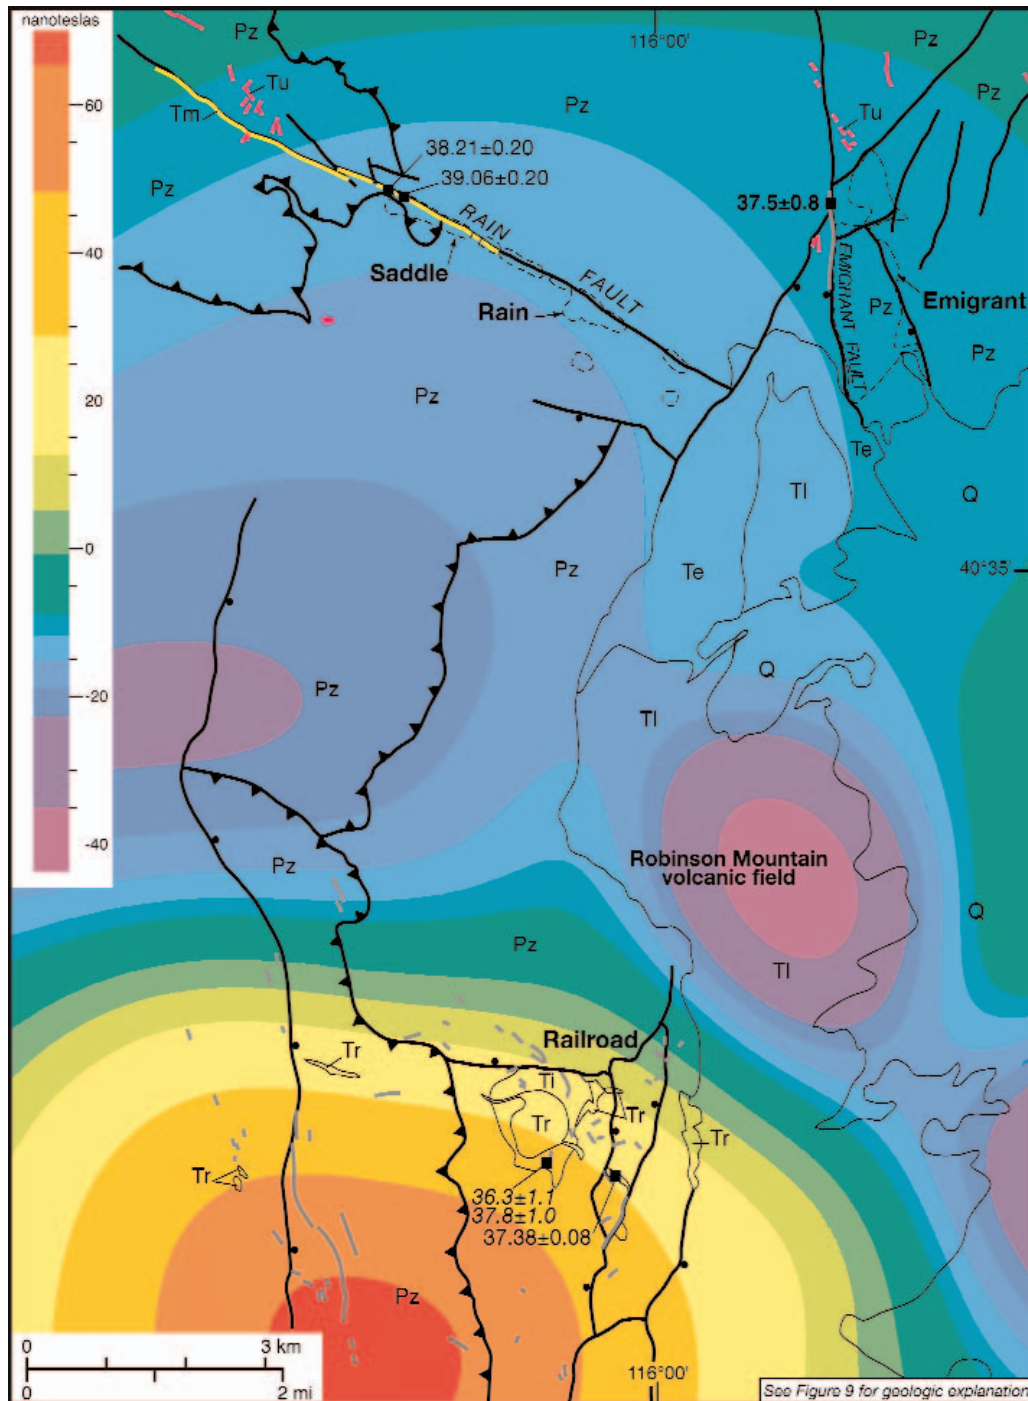 nanoteslas
60
40
20
0
-20
-40
Pz
116°00'
Pz
Tu
Pz
Tu
Tm
38.21±0.20
39.06±0.20
Pz
37.5±0.8
RAIN
FAULT
Saddle
Rain
EMIGRANT FAULT
Pz
Emigrant
Pz
Pz
Te
Tl
Q
Pz
Te
40°35'
Q
Pz
Tl
Robinson Mountain
volcanic field
Pz
Q
Pz
Tl
Railroad
Tr
Ti
Tr
Tr
Tr
Tr
36.3±1.1
37.8±1.0
37.38±0.08
Pz
0
3 km
0
2 mi
116°00'
See Figure 9 for geologic explanation